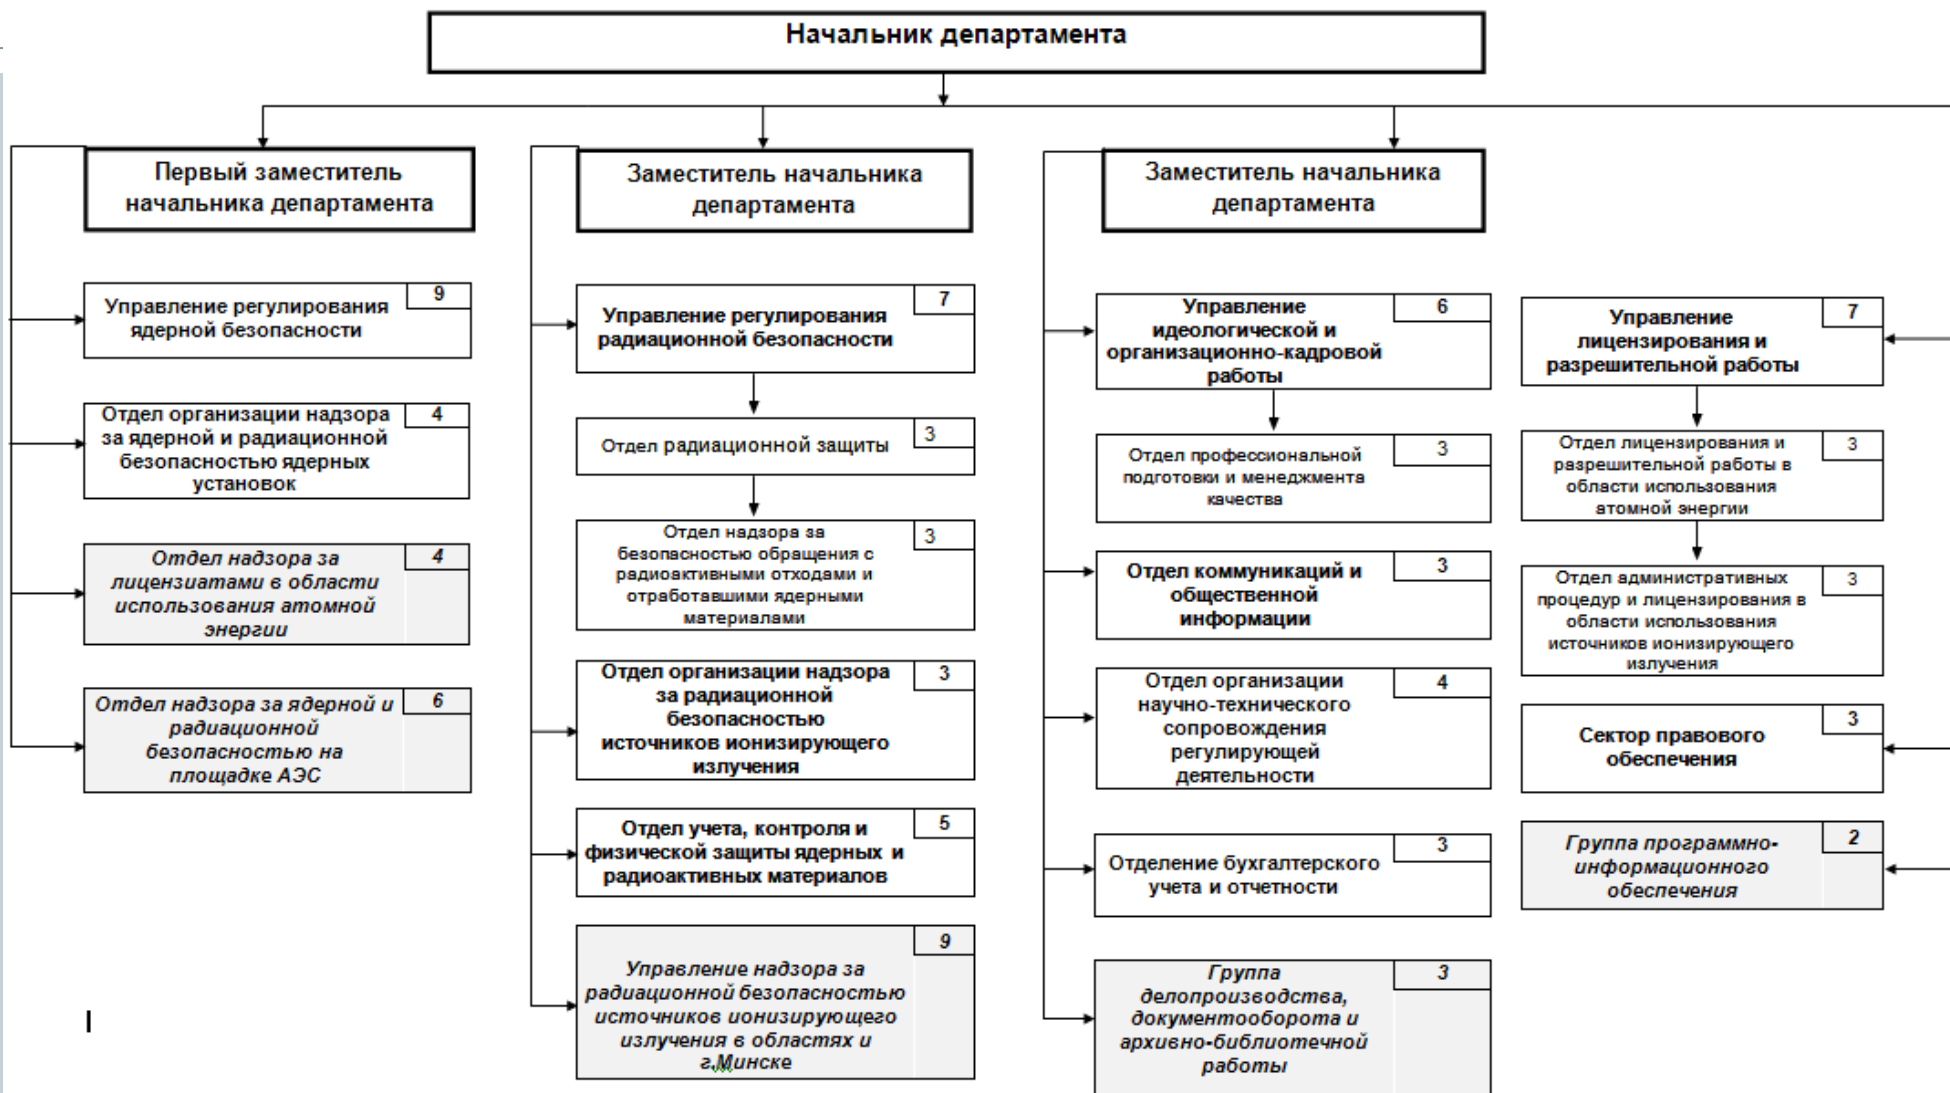 Начальник департамента
Первый заместитель
начальника департамента
9
Управление регулирования
ядерной безопасности
4
Отдел организации надзора
за ядерной и радиационной
безопасностью ядерных
установок
4
Отдел надзора за
лицензиатами в области
использования атомной
энергии
6
Отдел надзора за ядерной и
радиационной
безопасностью на
площадке АЭС
Заместитель начальника
департамента
7
Управление регулирования
радиационной безопасности
3
Отдел радиационной защиты
3
Отдел надзора за
безопасностью обращения с
радиоактивными отходами и
отработавшими ядерными
материалами
3
Отдел организации надзора
за радиационной
безопасностью
источников ионизирующего
излучения
5
Отдел учета, контроля и
физической защиты ядерных и
радиоактивных материалов
9
Управление надзора за
радиационной безопасностью
источников ионизирующего
излучения в областях и
г.Минске
Заместитель начальника
департамента
6
Управление
идеологической и
организационно-кадровой
работы
3
Отдел профессиональной
подготовки и менеджмента
качества
3
Отдел коммуникаций и
общественной
информации
4
Отдел организации
научно-технического
сопровождения
регулирующей
деятельности
3
Отделение бухгалтерского
учета и отчетности
3
Группа
делопроизводства,
документооборота и
архивно-библиотечной
работы
7
Управление
лицензирования и
разрешительной работы
3
Отдел лицензирования и
разрешительной работы в
области использования
атомной энергии
3
Отдел административных
процедур и лицензирования в
области использования
источников ионизирующего
излучения
3
Сектор правового
обеспечения
2
Группа программно-
информационного
обеспечения